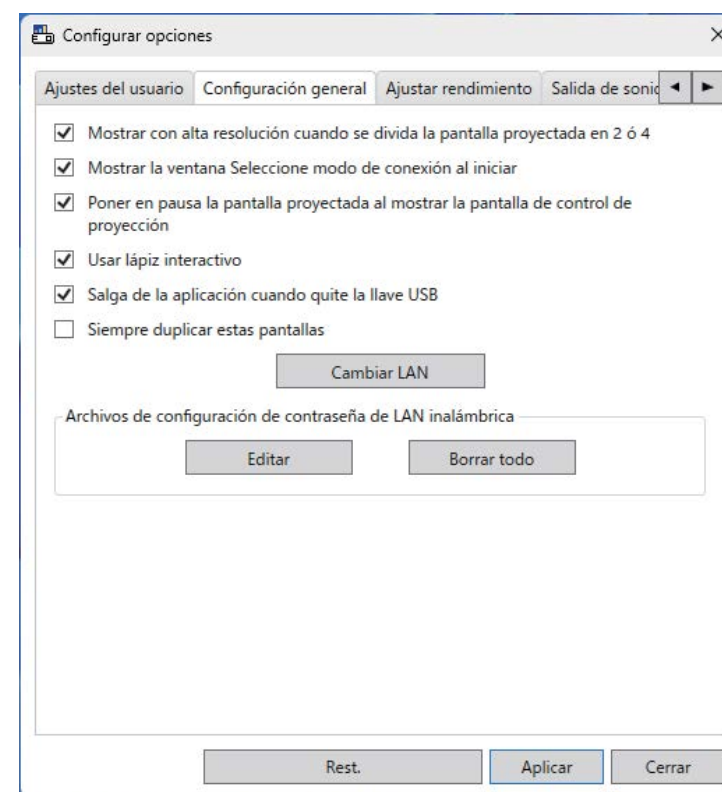 Configurar opciones
Ajustes del usuario Configuración general Ajustar rendimiento Salida de sonic
Mostrar con alta resolución cuando se divida la pantalla proyectada en 2 ó 4
Mostrar la ventana Seleccione modo de conexión al iniciar
Poner en pausa la pantalla proyectada al mostrar la pantalla de control de
proyección
Usar lápiz interactivo
Salga de la aplicación cuando quite la llave USB
Siempre duplicar estas pantallas
Cambiar LAN
Archivos de configuración de contraseña de LAN inalámbrica
Editar Borrar todo
Rest. Aplicar Cerrar